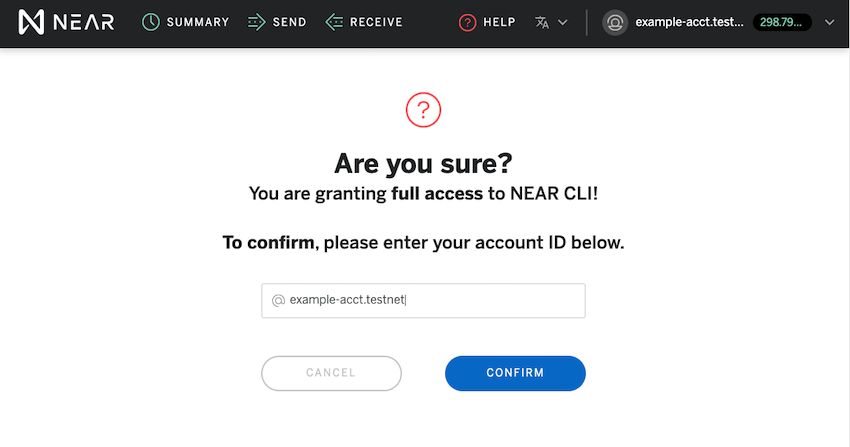 NEAR SUMMARY SEND RECEIVE HELP example-acct.test... 298.79...
Are you sure?
You are granting full access to NEAR CLI!
To confirm, please enter your account ID below.
@ example-acct.testnet
CANCEL CONFIRM